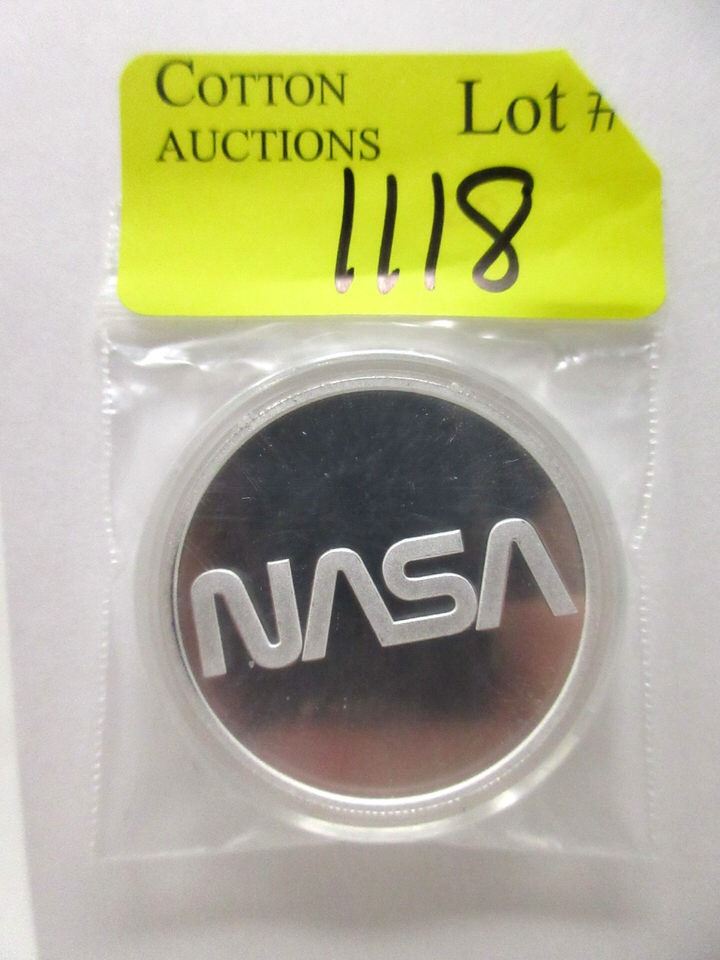 COTTON
AUCTIONS
Lot #
1118
NASA